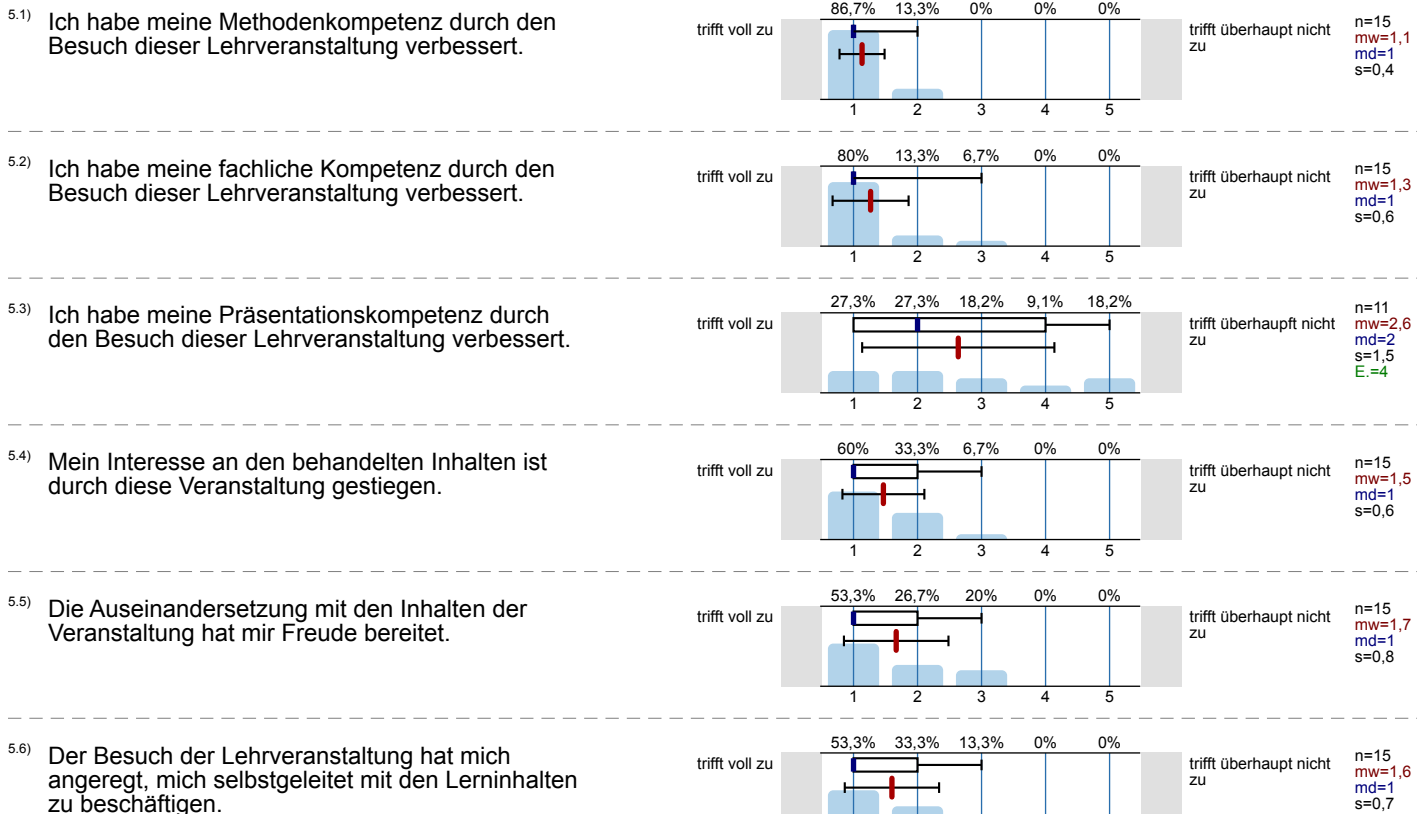 5.1) Ich habe meine Methodenkompetenz durch den
Besuch dieser Lehrveranstaltung verbessert.
trifft voll zu
86,7% 13,3% 0% 0% 0%
1 2 3 4 5
trifft überhaupt nicht
zu
n=15
mw=1,1
md=1
s=0,4
5.2) Ich habe meine fachliche Kompetenz durch den
Besuch dieser Lehrveranstaltung verbessert.
trifft voll zu
80% 13,3% 6,7% 0% 0%
1 2 3 4 5
trifft überhaupt nicht
zu
n=15
mw=1,3
md=1
s=0,6
5.3) Ich habe meine Präsentationskompetenz durch
den Besuch dieser Lehrveranstaltung verbessert.
trifft voll zu
27,3% 27,3% 18,2% 9,1% 18,2%
1 2 3 4 5
trifft überhaupft nicht
zu
n=11
mw=2,6
md=2
s=1,5
E.=4
5.4) Mein Interesse an den behandelten Inhalten ist
durch diese Veranstaltung gestiegen.
trifft voll zu
60% 33,3% 6,7% 0% 0%
1 2 3 4 5
trifft überhaupt nicht
zu
n=15
mw=1,5
md=1
s=0,6
5.5) Die Auseinandersetzung mit den Inhalten der
Veranstaltung hat mir Freude bereitet.
trifft voll zu
53,3% 26,7% 20% 0% 0%
1 2 3 4 5
trifft überhaupt nicht
zu
n=15
mw=1,7
md=1
s=0,8
5.6) Der Besuch der Lehrveranstaltung hat mich
angeregt, mich selbstgeleitet mit den Lerninhalten
zu beschäftigen.
trifft voll zu
53,3% 33,3% 13,3% 0% 0%
trifft überhaupt nicht
zu
n=15
mw=1,6
md=1
s=0,7